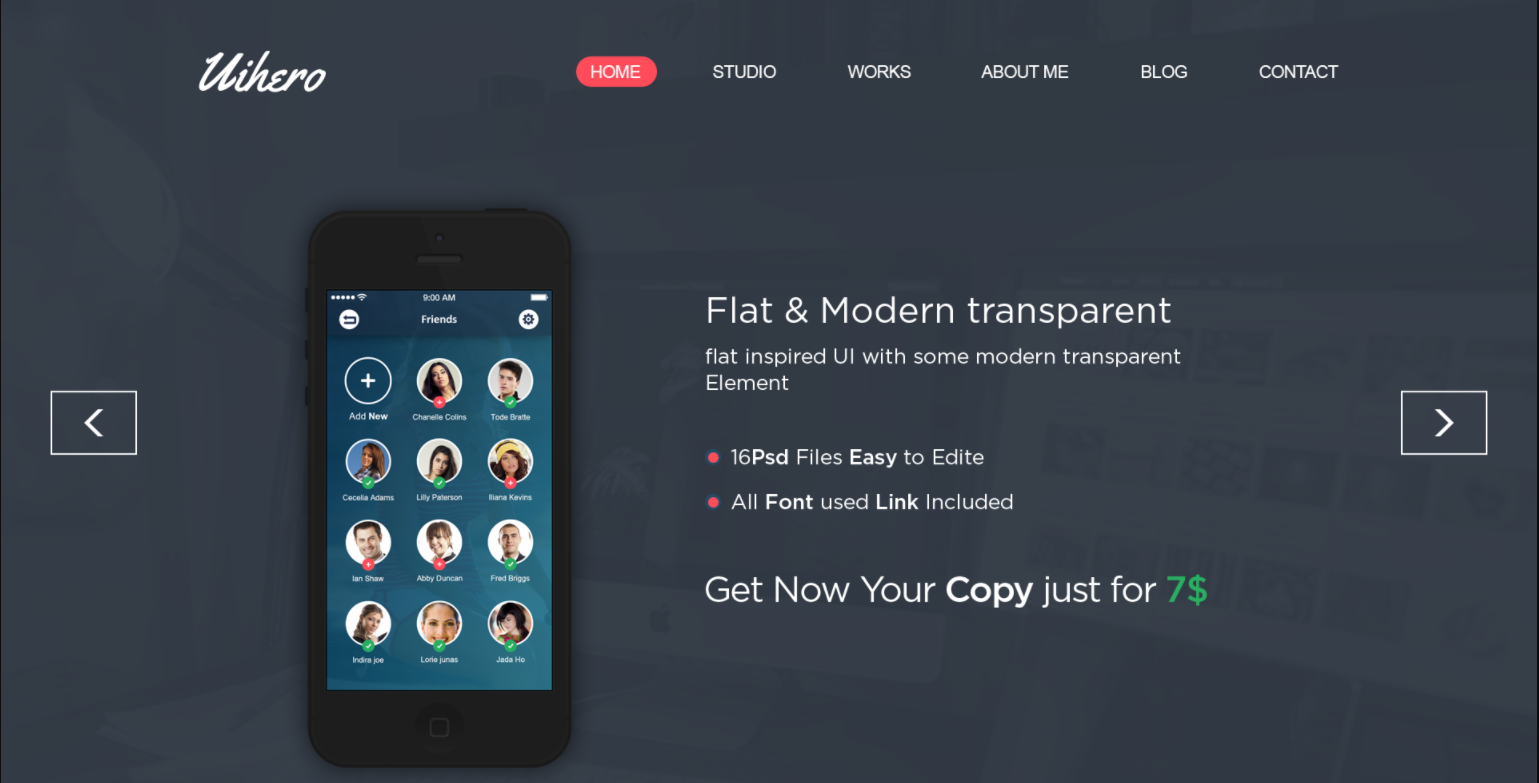 Uihero
HOME STUDIO WORKS ABOUT ME BLOG CONTACT
9:00 AM
Friends
Add New Chanelle Colins Tode Bratte
Cecelia Adams Lilly Paterson Iliana Kevins
Ian Shaw Abby Duncan Fred Briggs
Indira joe Lorie junas Jada Ho
Flat & Modern transparent
flat inspired UI with some modern transparent
Element
16Psd Files Easy to Edite
All Font used Link Included
Get Now Your Copy just for 7$